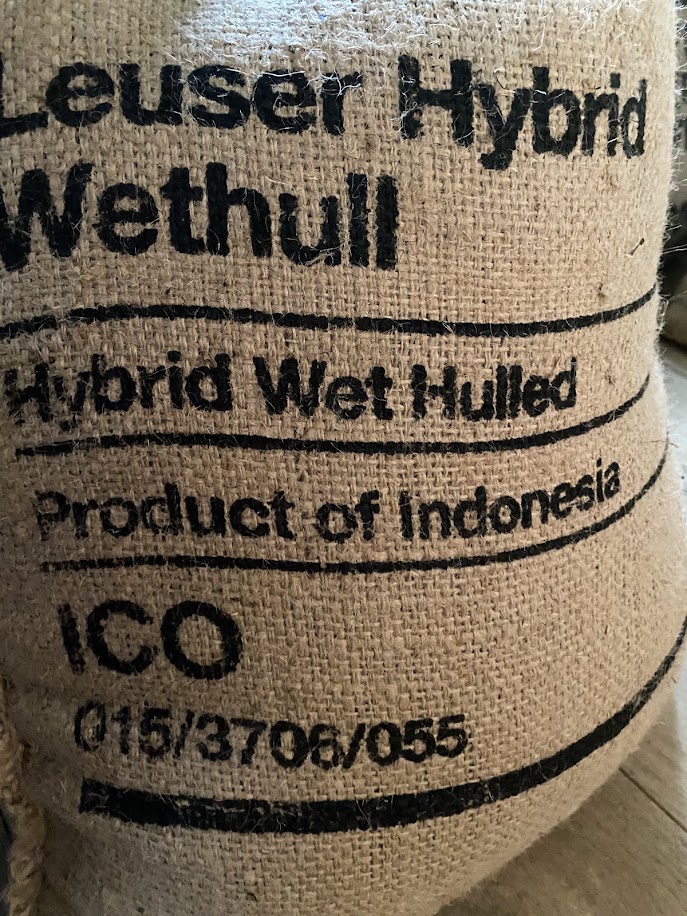 Leuser Hybrid
Wethull
Hybrid Wet Hulled
Product of Indonesia
ICO
015/3706/055